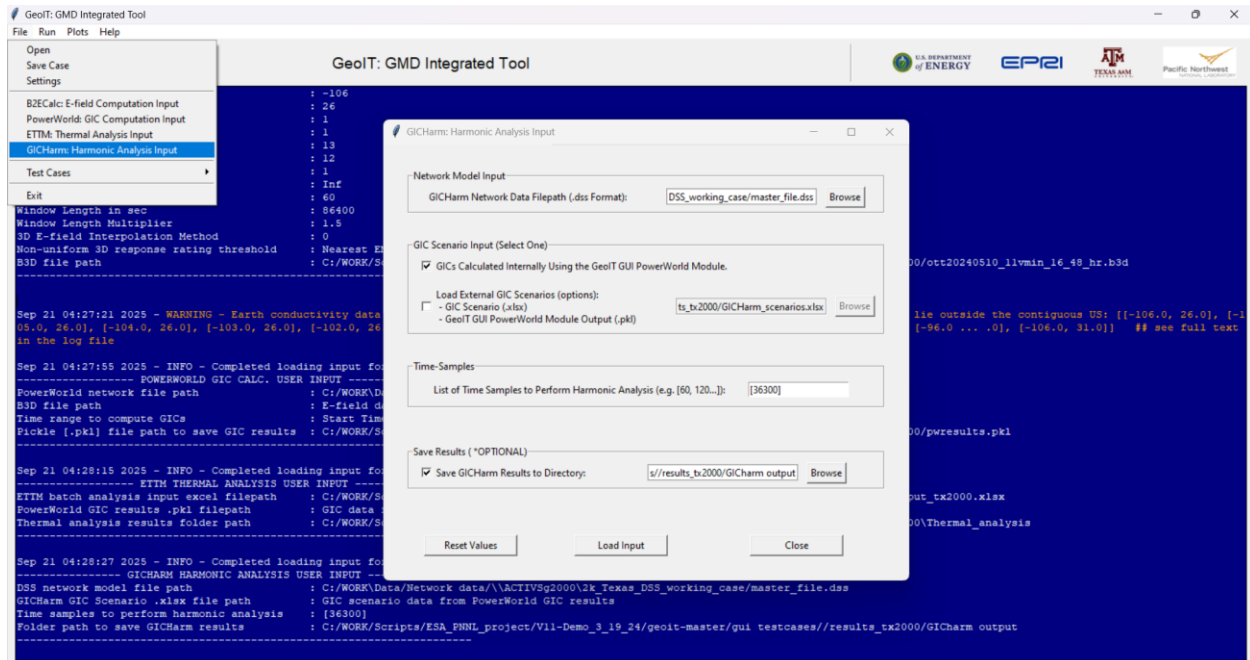 GeoIT: GMD Integrated Tool
File Run Plots Help
Open
Save Case
Settings
B2ECalc: E-field Computation Input
PowerWorld: GIC Computation Input
ETTM: Thermal Analysis Input
GICHarm: Harmonic Analysis Input
Test Cases
Exit
GeoIT: GMD Integrated Tool
U.S. DEPARTMENT
of ENERGY
EPRI
TEXAS A&M
UNIVERSITY
Pacific Northwest
NATIONAL LABORATORY
: -106
: 26
: 1
: 1
: 13
: 12
: 1
: Inf
: 60
Window Length in sec : 86400
Window Length Multiplier : 1.5
3D E-field Interpolation Method : 0
Non-uniform 3D response rating threshold : Nearest E
B3D file path : C:/WORK/S 00/ott20240510_11vmin_16_48_hr.b3d
Sep 21 04:27:21 2025 - WARNING - Earth conductivity data lie outside the contiguous US: [[-106.0, 26.0], [-1
05.0, 26.0], [-104.0, 26.0], [-103.0, 26.0], [-102.0, 26 [-96.0 ... .0], [-106.0, 31.0]] ## see full text
in the log file
Sep 21 04:27:55 2025 - INFO - Completed loading input fo
------------------ POWERWORLD GIC CALC. USER INPUT -----
PowerWorld network file path : C:/WORK\D
B3D file path : E-field d
Time range to compute GICs : Start Tim
Pickle [.pkl] file path to save GIC results : C:/WORK/S 00/pwresults.pkl
Sep 21 04:28:15 2025 - INFO - Completed loading input fo
------------------ ETTM THERMAL ANALYSIS USER INPUT ----
ETTM batch analysis input excel filepath : C:/WORK/S put_tx2000.xlsx
PowerWorld GIC results .pkl filepath : GIC data
Thermal analysis results folder path : C:/WORK/S 00\Thermal_analysis
Sep 21 04:28:27 2025 - INFO - Completed loading input fo
---------------- GICHARM HARMONIC ANALYSIS USER INPUT --
DSS network model file path : C:/WORK\Data/Network data/\\ACTIVSg2000\2k_Texas_DSS_working_case/master_file.dss
GICHarm GIC Scenario .xlsx file path : GIC scenario data from PowerWorld GIC results
Time samples to perform harmonic analysis : [36300]
Folder path to save GICHarm results : C:/WORK/Scripts/ESA_PNNL_project/V11-Demo_3_19_24/geoit-master/gui testcases//results_tx2000/GICharm output
GICHarm: Harmonic Analysis Input
Network Model Input
GICHarm Network Data Filepath (.dss Format): DSS_working_case/master_file.dss Browse
GIC Scenario Input (Select One)
GICs Calculated Internally Using the GeoIT GUI PowerWorld Module.
Load External GIC Scenarios (options):
- GIC Scenario (.xlsx)
- GeoIT GUI PowerWorld Module Output (.pkl)
ts_tx2000/GICHarm_scenarios.xlsx Browse
Time-Samples
List of Time Samples to Perform Harmonic Analysis (e.g. [60, 120...]): [36300]
Save Results ( *OPTIONAL)
Save GICHarm Results to Directory: s//results_tx2000/GICharm output Browse
Reset Values Load Input Close